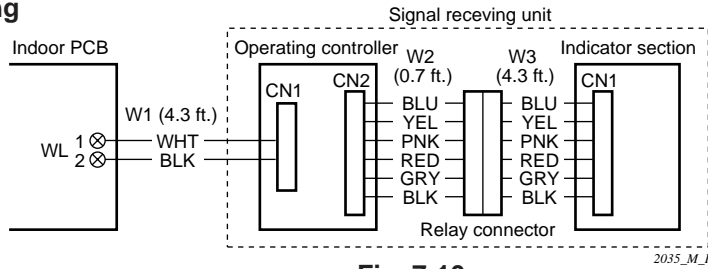 ng
Signal receving unit
Indoor PCB
Operating controller
W2
(0.7 ft.)
W3
(4.3 ft.)
Indicator section
CN1
CN2
CN1
W1 (4.3 ft.)
WL
1
2
WHT
BLK
BLU
YEL
PNK
RED
GRY
BLK
BLU
YEL
PNK
RED
GRY
BLK
Relay connector